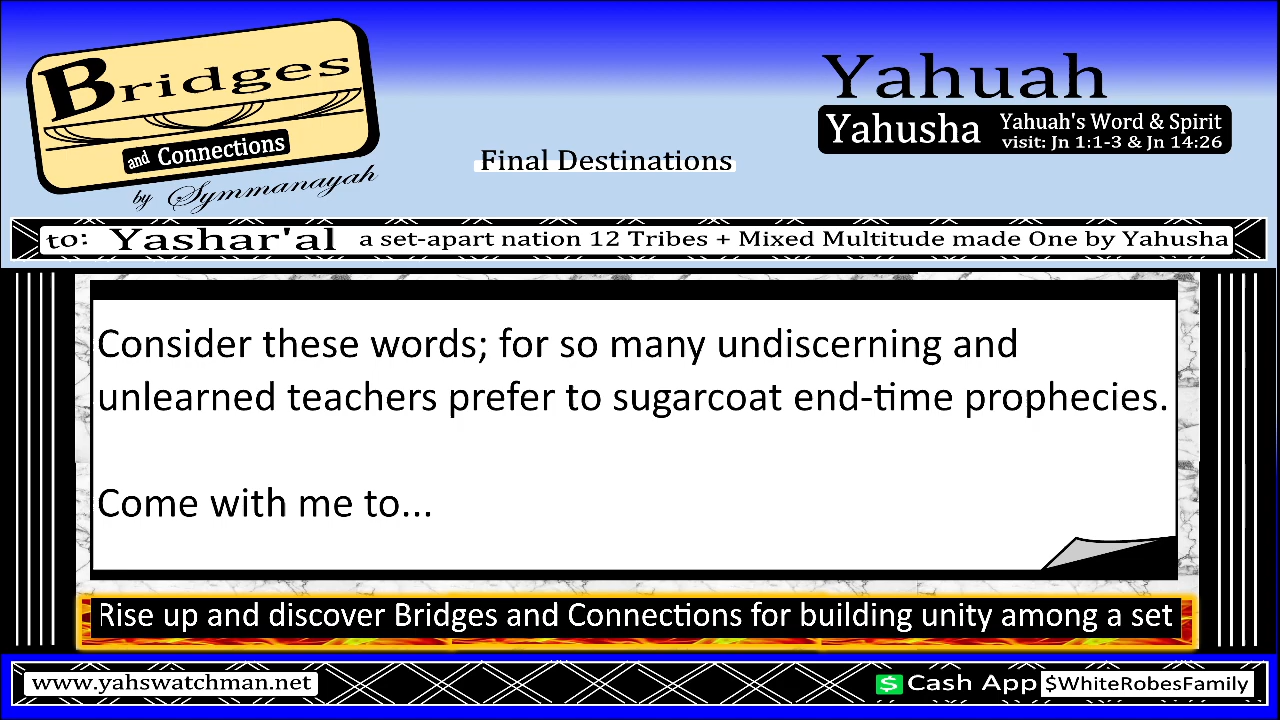 Bridges
and Connections
by Symmanayah
Final Destinations
Yahuah
Yahusha
Yahuah's Word & Spirit
visit: Jn 1:1-3 & Jn 14:26
to: Yashar'al a set-apart nation 12 Tribes + Mixed Multitude made One by Yahusha
Consider these words; for so many undiscerning and
unlearned teachers prefer to sugarcoat end-time prophecies.
Come with me to...
Rise up and discover Bridges and Connections for building unity among a set
www.yahswatchman.net
$ Cash App $WhiteRobesFamily